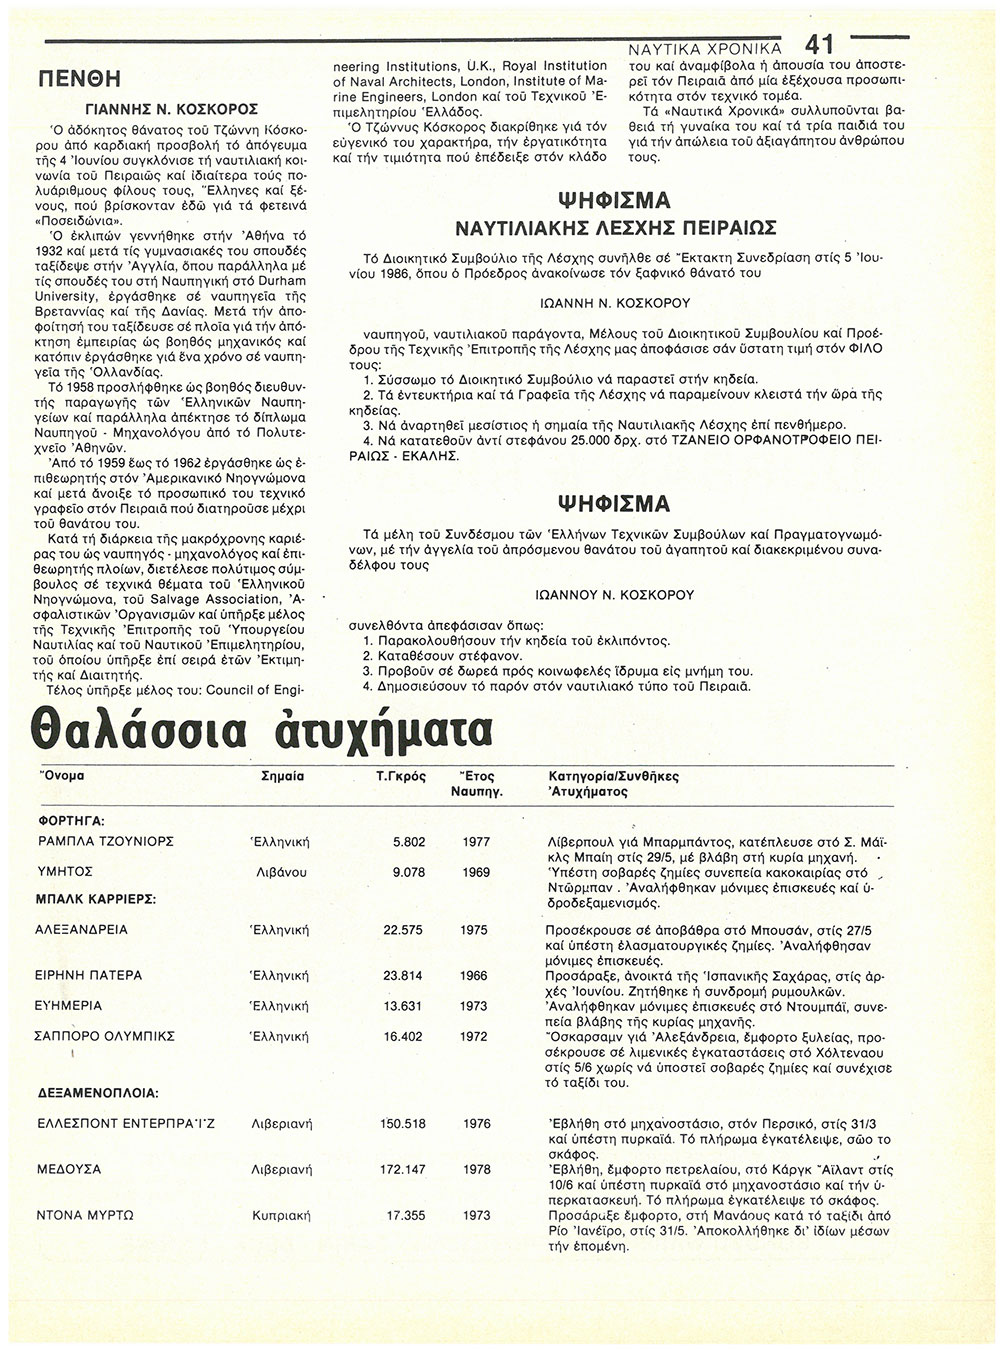 ΝΑΥΤΙΚΑ ΧΡΟΝΙΚΑ 41
ΠΕΝΘΗ
ΓΙΑΝΝΗΣ Ν. ΚΟΣΚΟΡΟΣ
Ὁ ἀδόκητος θάνατος τοῦ Τζώννη Κόσκο-
ρου ἀπό καρδιακή προσβολή τό ἀπόγευμα
τῆς 4 Ἰουνίου συγκλόνισε τή ναυτιλιακή κοι-
νωνία τοῦ Πειραιῶς καί ἰδιαίτερα τούς πο-
λυάριθμους φίλους τους, Ἕλληνες καί ξέ-
νους, πού βρίσκονταν ἐδῶ γιά τά φετεινά
«Ποσειδώνια».
Ὁ ἐκλιπών γεννήθηκε στήν Ἀθήνα τό
1932 καί μετά τίς γυμνασιακές του σπουδές
ταξίδεψε στήν Ἀγγλία, ὅπου παράλληλα μέ
τίς σπουδές του στή Ναυπηγική στό Durham
University, ἐργάσθηκε σέ ναυπηγεῖα τῆς
Βρεταννίας καί τῆς Δανίας. Μετά τήν ἀπο-
φοίτησή του ταξίδευσε σέ πλοῖα γιά τήν ἀπό-
κτηση ἐμπειρίας ὡς βοηθός μηχανικός καί
κατόπιν ἐργάσθηκε γιά ἕνα χρόνο σέ ναυπη-
γεῖα τῆς Ὁλλανδίας.
Τό 1958 προσλήφθηκε ὡς βοηθός διευθυν-
τής παραγωγῆς τῶν Ἑλληνικῶν Ναυπη-
γείων καί παράλληλα ἀπέκτησε τό δίπλωμα
Ναυπηγοῦ - Μηχανολόγου ἀπό τό Πολυτε-
χνεῖο Ἀθηνῶν.
Ἀπό τό 1959 ἕως τό 1962 ἐργάσθηκε ὡς ἐ-
πιθεωρητής στόν Ἀμερικανικό Νηογνώμονα
καί μετά ἄνοιξε τό προσωπικό του τεχνικό
γραφεῖο στόν Πειραιᾶ πού διατηροῦσε μέχρι
τοῦ θανάτου του.
Κατά τή διάρκεια τῆς μακρόχρονης καριέ-
ρας του ὡς ναυπηγός - μηχανολόγος καί ἐπι-
θεωρητής πλοίων, διετέλεσε πολύτιμος σύμ-
βουλος σέ τεχνικά θέματα τοῦ Ἑλληνικοῦ
Νηογνώμονα, τοῦ Salvage Association, Ἀ-
σφαλιστικῶν Ὀργανισμῶν καί ὑπῆρξε μέλος
τῆς Τεχνικῆς Ἐπιτροπῆς τοῦ Ὑπουργείου
Ναυτιλίας καί τοῦ Ναυτικοῦ Ἐπιμελητηρίου,
τοῦ ὁποίου ὑπῆρξε ἐπί σειρά ἐτῶν Ἐκτιμη-
τής καί Διαιτητής.
Τέλος ὑπῆρξε μέλος του: Council of Engi-
neering Institutions, U.K., Royal Institution
of Naval Architects, London, Institute of Ma-
rine Engineers, London καί τοῦ Τεχνικοῦ Ἐ-
πιμελητηρίου Ἑλλάδος.
Ὁ Τζώννυς Κόσκορος διακρίθηκε γιά τόν
εὐγενικό του χαρακτήρα, τήν ἐργατικότητα
καί τήν τιμιότητα πού ἐπέδειξε στόν κλάδο
του καί ἀναμφίβολα ἡ ἀπουσία του ἀποστε-
ρεῖ τόν Πειραιᾶ ἀπό μία ἐξέχουσα προσωπι-
κότητα στόν τεχνικό τομέα.
Τά «Ναυτικά Χρονικά» συλλυποῦνται βα-
θειά τή γυναίκα του καί τά τρία παιδιά του
γιά τήν ἀπώλεια τοῦ ἀξιαγάπητου ἀνθρώπου
τους.
ΨΗΦΙΣΜΑ
ΝΑΥΤΙΛΙΑΚΗΣ ΛΕΣΧΗΣ ΠΕΙΡΑΙΩΣ
Τό Διοικητικό Συμβούλιο τῆς Λέσχης συνῆλθε σέ Ἔκτακτη Συνεδρίαση στίς 5 Ἰου-
νίου 1986, ὅπου ὁ Πρόεδρος ἀνακοίνωσε τόν ξαφνικό θάνατό του
ΙΩΑΝΝΗ Ν. ΚΟΣΚΟΡΟΥ
ναυπηγοῦ, ναυτιλιακοῦ παράγοντα, Μέλους τοῦ Διοικητικοῦ Συμβουλίου καί Προέ-
δρου τῆς Τεχνικῆς Ἐπιτροπῆς τῆς Λέσχης μας ἀποφάσισε σάν ὕστατη τιμή στόν ΦΙΛΟ
τους:
1. Σύσσωμο τό Διοικητικό Συμβούλιο νά παραστεῖ στήν κηδεία.
2. Τά ἐντευκτήρια καί τά Γραφεῖα τῆς Λέσχης νά παραμείνουν κλειστά τήν ὥρα τῆς
κηδείας.
3. Νά ἀναρτηθεῖ μεσίστιος ἡ σημαία τῆς Ναυτιλιακῆς Λέσχης ἐπί πενθήμερο.
4. Νά κατατεθοῦν ἀντί στεφάνου 25.000 δρχ. στό ΤΖΑΝΕΙΟ ΟΡΦΑΝΟΤΡΟΦΕΙΟ ΠΕΙ-
ΡΑΙΩΣ - ΕΚΑΛΗΣ.
ΨΗΦΙΣΜΑ
Τά μέλη τοῦ Συνδέσμου τῶν Ἑλλήνων Τεχνικῶν Συμβούλων καί Πραγματογνωμό-
νων, μέ τήν ἀγγελία τοῦ ἀπρόσμενου θανάτου τοῦ ἀγαπητοῦ καί διακεκριμένου συνα-
δέλφου τους
ΙΩΑΝΝΟΥ Ν. ΚΟΣΚΟΡΟΥ
συνελθόντα ἀπεφάσισαν ὅπως:
1. Παρακολουθήσουν τήν κηδεία τοῦ ἐκλιπόντος.
2. Καταθέσουν στέφανον.
3. Προβοῦν σέ δωρεά πρός κοινωφελές ἵδρυμα εἰς μνήμη του.
4. Δημοσιεύσουν τό παρόν στόν ναυτιλιακό τύπο τοῦ Πειραιᾶ.
Θαλάσσια ἀτυχήματα
Ὄνομα Σημαία Τ.Γκρός Ἔτος Κατηγορία/Συνθῆκες
Ναυπηγ. Ἀτυχήματος
ΦΟΡΤΗΓΑ:
ΡΑΜΠΛΑ ΤΖΟΥΝΙΟΡΣ Ἑλληνική 5.802 1977 Λίβερπουλ γιά Μπαρμπάντος, κατέπλευσε στό Σ. Μάϊ-
κλς Μπαίη στίς 29/5, μέ βλάβη στή κυρία μηχανή.
ΥΜΗΤΟΣ Λιβάνου 9.078 1969 Ὑπέστη σοβαρές ζημίες συνεπεία κακοκαιρίας στό
Ντῶρμπαν . Ἀναλήφθηκαν μόνιμες ἐπισκευές καί ὑ-
δροδεξαμενισμός.
ΜΠΑΛΚ ΚΑΡΡΙΕΡΣ:
ΑΛΕΞΑΝΔΡΕΙΑ Ἑλληνική 22.575 1975 Προσέκρουσε σέ ἀποβάθρα στό Μπουσάν, στίς 27/5
καί ὑπέστη ἐλασματουργικές ζημίες. Ἀναλήφθησαν
μόνιμες ἐπισκευές.
ΕΙΡΗΝΗ ΠΑΤΕΡΑ Ἑλληνική 23.814 1966 Προσάραξε, ἀνοικτά τῆς Ἱσπανικῆς Σαχάρας, στίς ἀρ-
χές Ἰουνίου. Ζητήθηκε ἡ συνδρομή ρυμουλκῶν.
ΕΥΗΜΕΡΙΑ Ἑλληνική 13.631 1973 Ἀναλήφθηκαν μόνιμες ἐπισκευές στό Ντουμπάϊ, συνε-
πεία βλάβης τῆς κυρίας μηχανῆς.
ΣΑΠΠΟΡΟ ΟΛΥΜΠΙΚΣ Ἑλληνική 16.402 1972 Ὄσκαρσαμν γιά Ἀλεξάνδρεια, ἔμφορτο ξυλείας, προ-
σέκρουσε σέ λιμενικές ἐγκαταστάσεις στό Χόλτεναου
στίς 5/6 χωρίς νά ὑποστεῖ σοβαρές ζημίες καί συνέχισε
τό ταξίδι του.
ΔΕΞΑΜΕΝΟΠΛΟΙΑ:
ΕΛΛΕΣΠΟΝΤ ΕΝΤΕΡΠΡΑ·Ι·Ζ Λιβεριανή 150.518 1976 Ἐβλήθη στό μηχανοστάσιο, στόν Περσικό, στίς 31/3
καί ὑπέστη πυρκαϊά. Τό πλήρωμα ἐγκατέλειψε, σῶο το
σκάφος.
ΜΕΔΟΥΣΑ Λιβεριανή 172.147 1978 Ἐβλήθη, ἔμφορτο πετρελαίου, στό Κάργκ Ἄϊλαντ στίς
10/6 καί ὑπέστη πυρκαϊά στό μηχανοστάσιο καί τήν ὑ-
περκατασκευή. Τό πλήρωμα ἐγκατέλειψε τό σκάφος.
ΝΤΟΝΑ ΜΥΡΤΩ Κυπριακή 17.355 1973 Προσάραξε ἔμφορτο, στή Μανάους κατά τό ταξίδι ἀπό
Ρίο Ἰανέϊρο, στίς 31/5. Ἀποκολλήθηκε δι' ἰδίων μέσων
τήν ἐπομένη.